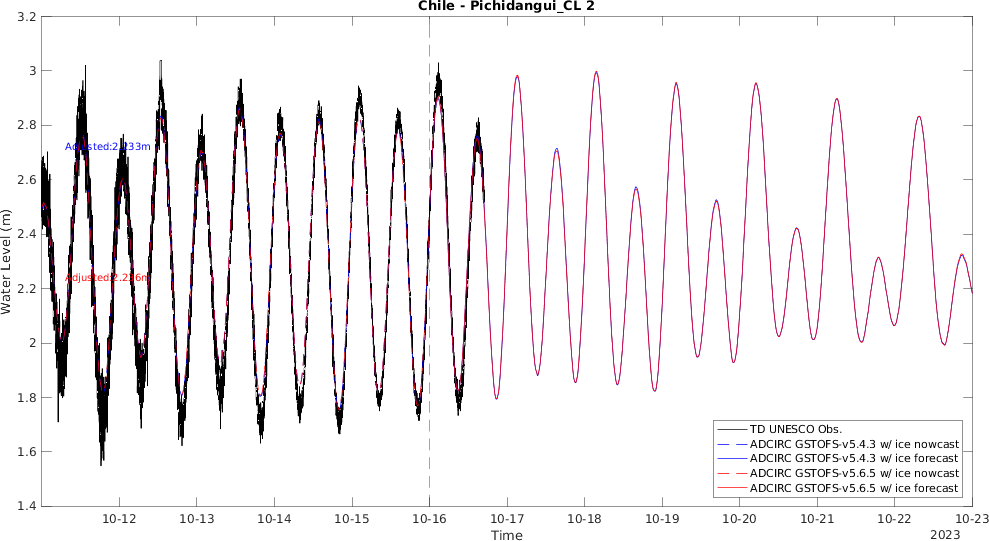 Chile - Pichidangui_CL 2
3.2
3
2.8
2.6
2.4
2.2
2
1.8
1.6
1.4
Water Level (m)
Adjusted:2.233m
Adjusted:2.236m
TD UNESCO Obs.
ADCIRC GSTOFS-v5.4.3 w/ ice nowcast
ADCIRC GSTOFS-v5.4.3 w/ ice forecast
ADCIRC GSTOFS-v5.6.5 w/ ice nowcast
ADCIRC GSTOFS-v5.6.5 w/ ice forecast
10-12 10-13 10-14 10-15 10-16 10-17 10-18 10-19 10-20 10-21 10-22 10-23
Time
2023